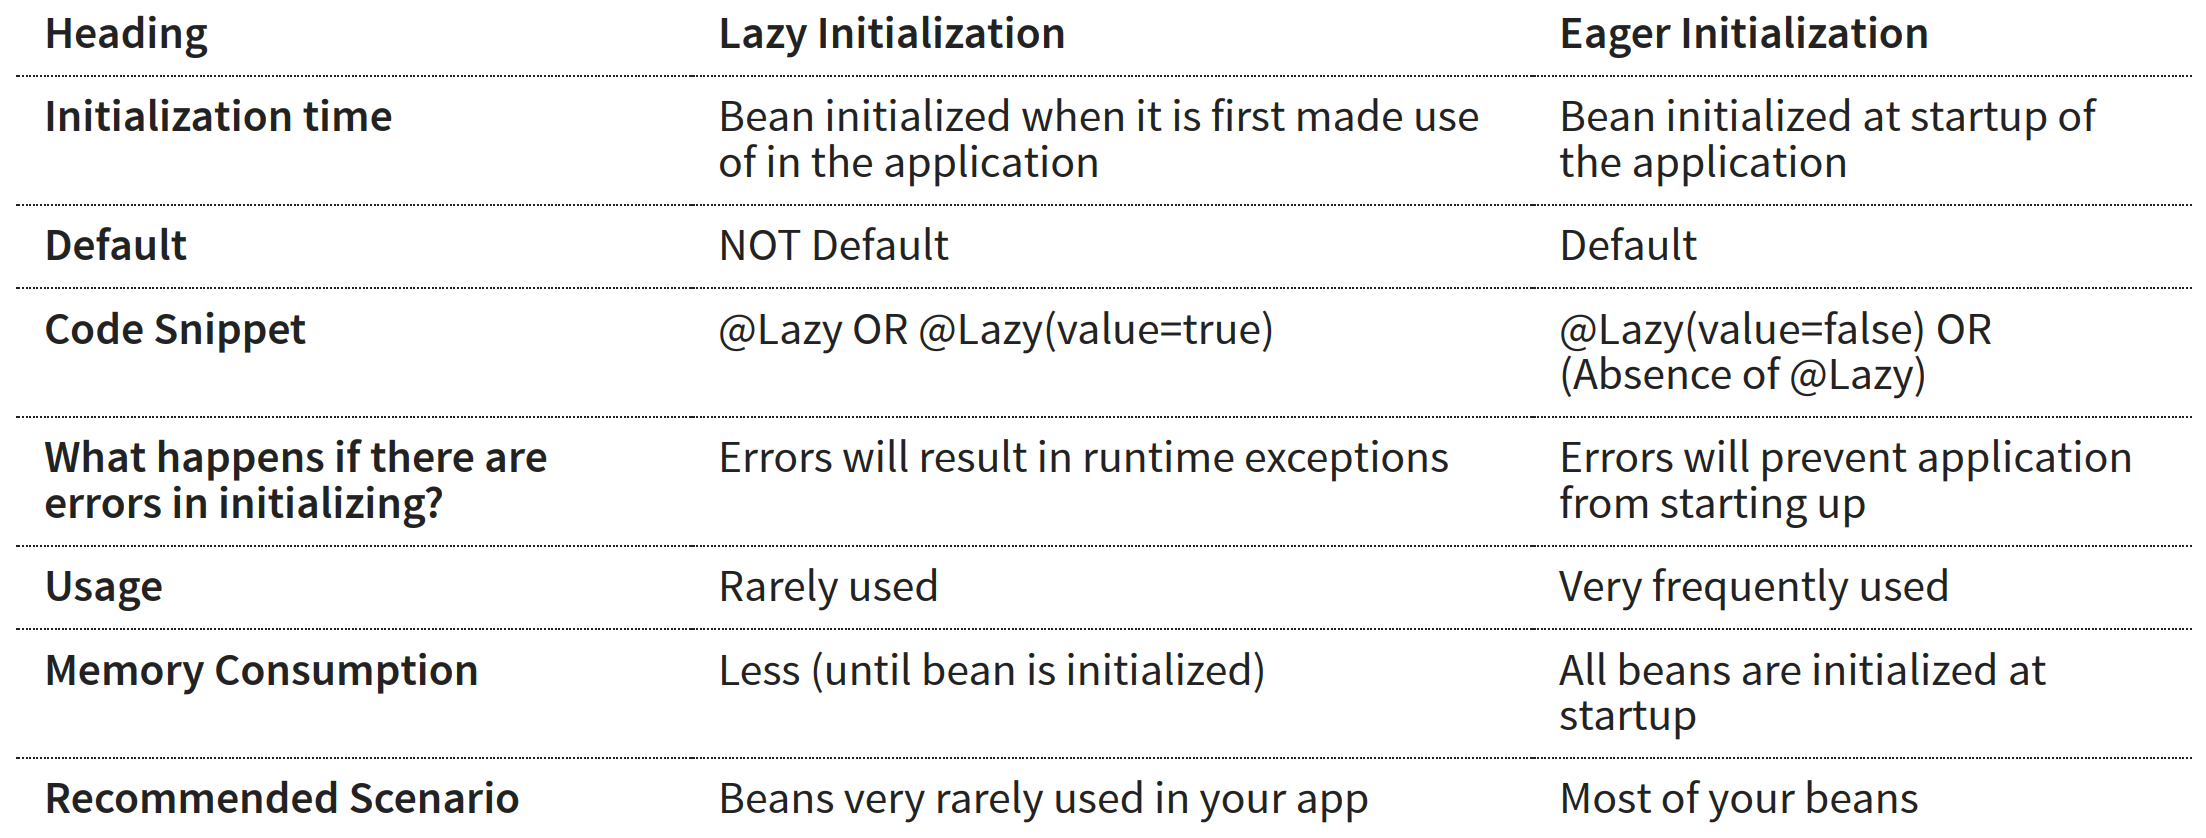 Heading Lazy Initialization Eager Initialization
Initialization time Bean initialized when it is first made use Bean initialized at startup of
of in the application the application
Default NOT Default Default
Code Snippet @Lazy OR @Lazy(value=true) @Lazy(value=false) OR
(Absence of @Lazy)
What happens if there are Errors will result in runtime exceptions Errors will prevent application
errors in initializing? from starting up
Usage Rarely used Very frequently used
Memory Consumption Less (until bean is initialized) All beans are initialized at
startup
Recommended Scenario Beans very rarely used in your app Most of your beans